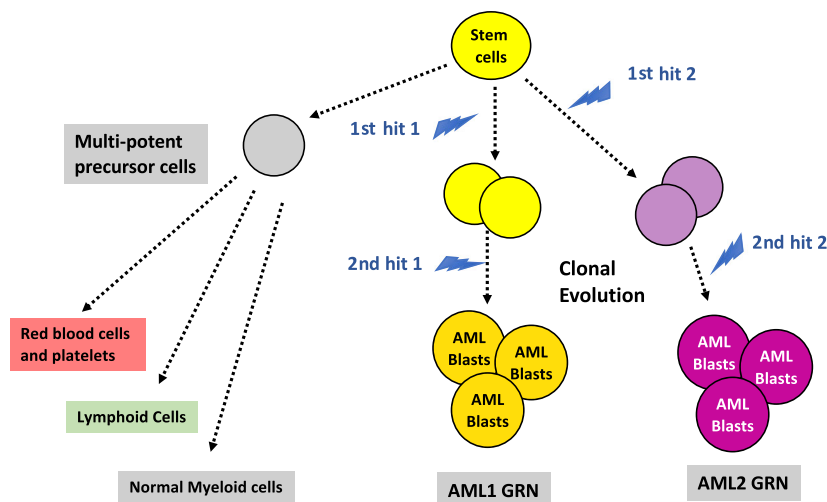 Stem
cells
1st hit 2
1st hit 1
Multi-potent
precursor cells
2nd hit 2
2nd hit 1
Clonal
Evolution
Red blood cells
and platelets
AML
Blasts
AML
Blasts
AML
Blasts
AML
Blasts
AML
Blasts
AML
Blasts
Lymphoid Cells
Normal Myeloid cells
AML1 GRN
AML2 GRN